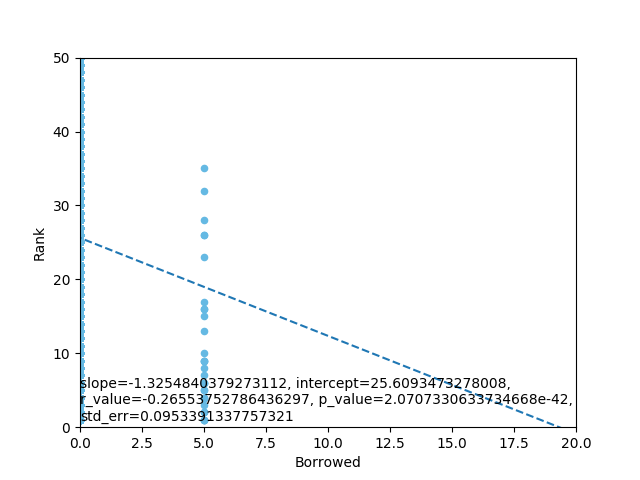 50
40
30
20
10
0
Rank
slope=-1.3254840379273112, intercept=25.6093473278008,
r_value=-0.26553752786436297, p_value=2.0707330633734668e-42,
std_err=0.0953391337757321
0.0 2.5 5.0 7.5 10.0 12.5 15.0 17.5 20.0
Borrowed